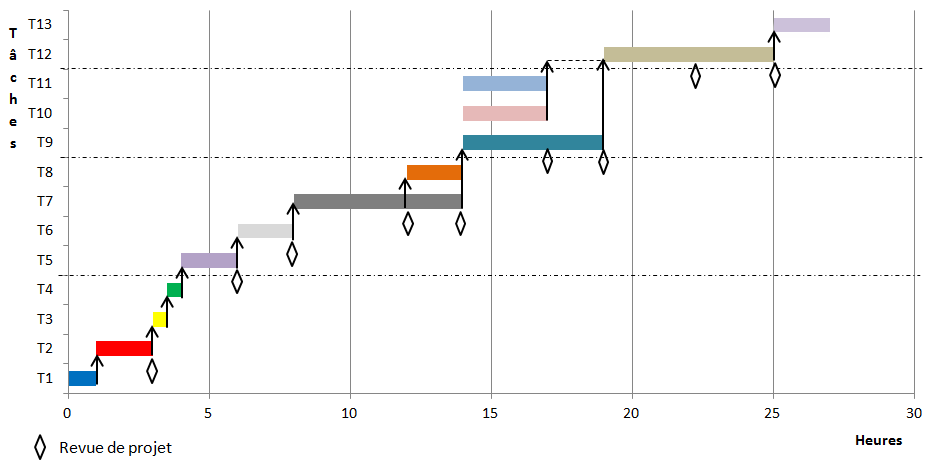 Tâches
T13
T12
T11
T10
T9
T8
T7
T6
T5
T4
T3
T2
T1
0 5 10 15 20 25 30
Heures
Revue de projet